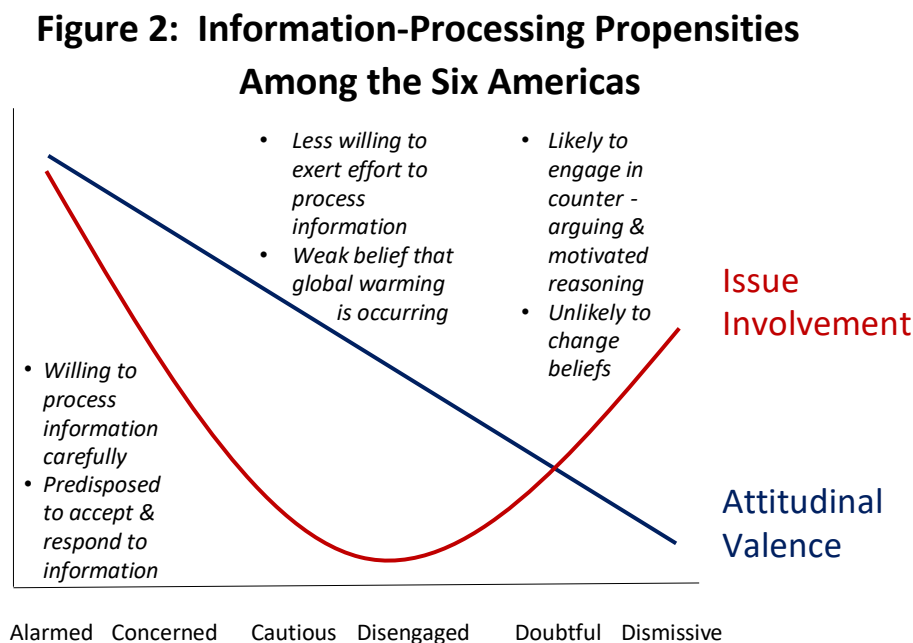 Figure 2: Information-Processing Propensities
Among the Six Americas
• Less willing to
exert effort to
process
information
• Weak belief that
global warming
is occurring
• Likely to
engage in
counter -
arguing &
motivated
reasoning
• Unlikely to
change
beliefs
Issue
Involvement
• Willing to
process
information
carefully
• Predisposed
to accept &
respond to
information
Attitudinal
Valence
Alarmed Concerned Cautious Disengaged Doubtful Dismissive